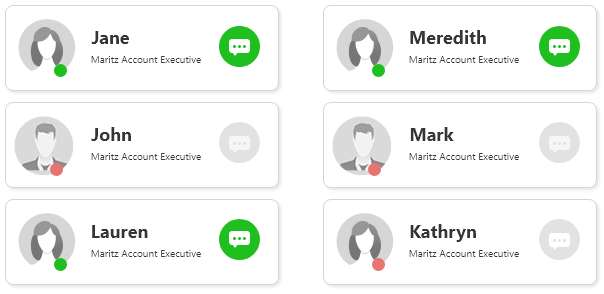 Jane
Maritz Account Executive
Meredith
Maritz Account Executive
John
Maritz Account Executive
Mark
Maritz Account Executive
Lauren
Maritz Account Executive
Kathryn
Maritz Account Executive